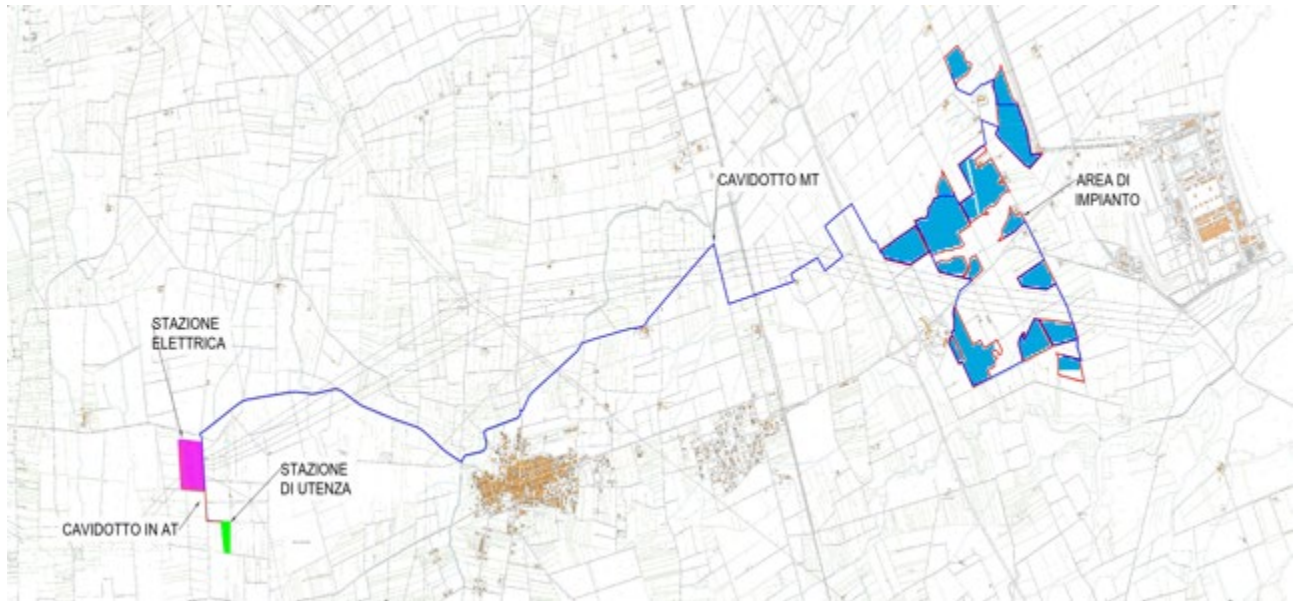 CAVIDOTTO MT
AREA DI
IMPIANTO
STAZIONE
ELETTRICA
STAZIONE
DI UTENZA
CAVIDOTTO IN AT